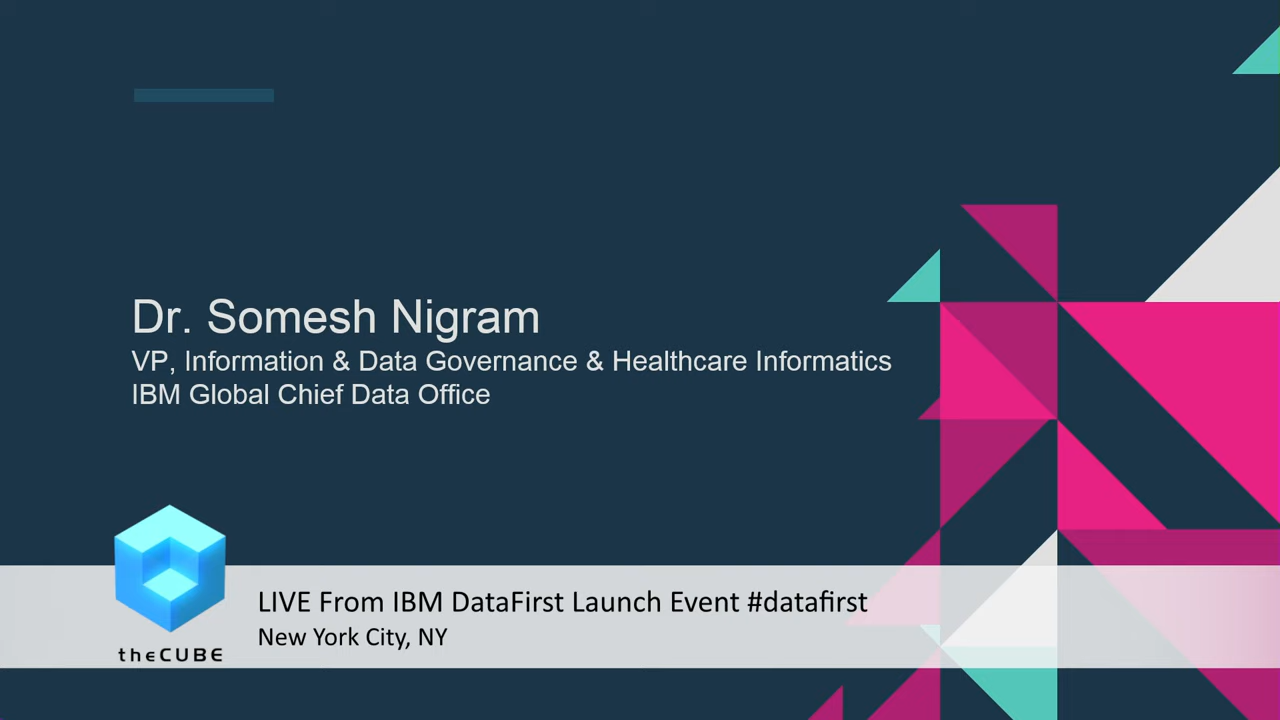 Dr. Somesh Nigram
VP, Information & Data Governance & Healthcare Informatics
IBM Global Chief Data Office
LIVE From IBM DataFirst Launch Event #datafirst
New York City, NY
theCUBE